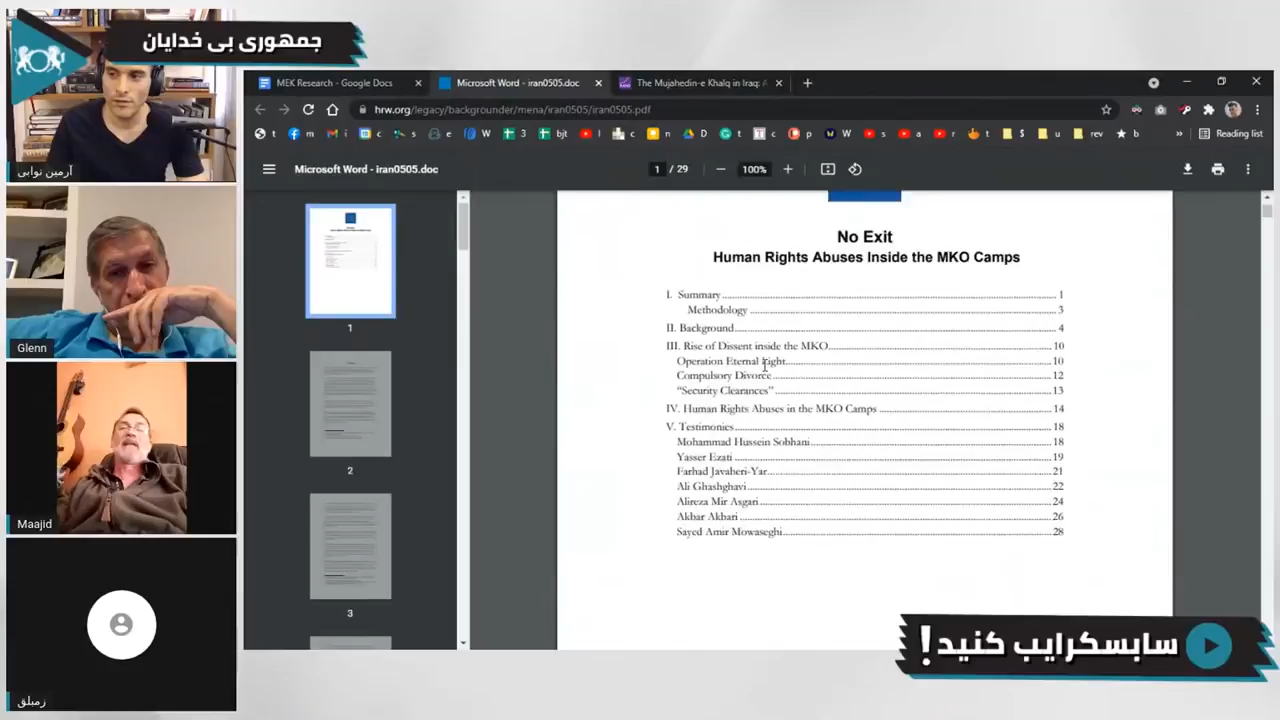 جمهوری بی خدایان
آرمین نوابی
Glenn
Maajid
زمبلق
MEK Research - Google Docs
Microsoft Word - iran0505.doc
The Mujahedin-e Khalq in Iraq: A
hrw.org/legacy/backgrounder/mena/iran0505/iran0505.pdf
t f m i c s e W 3 bjt t c n D t c p W s a r t $ u rev b » Reading list
Microsoft Word - iran0505.doc
1 / 29
100%
1
2
3
No Exit
Human Rights Abuses Inside the MKO Camps
I. Summary 1
Methodology 3
II. Background 4
III. Rise of Dissent inside the MKO 10
Operation Eternal Light 10
Compulsory Divorce 12
“Security Clearances” 13
IV. Human Rights Abuses in the MKO Camps 14
V. Testimonies 18
Mohammad Hussein Sobhani 18
Yasser Ezati 19
Farhad Javaheri-Yar 21
Ali Ghashghavi 22
Alireza Mir Asgari 24
Akbar Akbari 26
Sayed Amir Mowaseghi 28
سابسکرایب کنید!